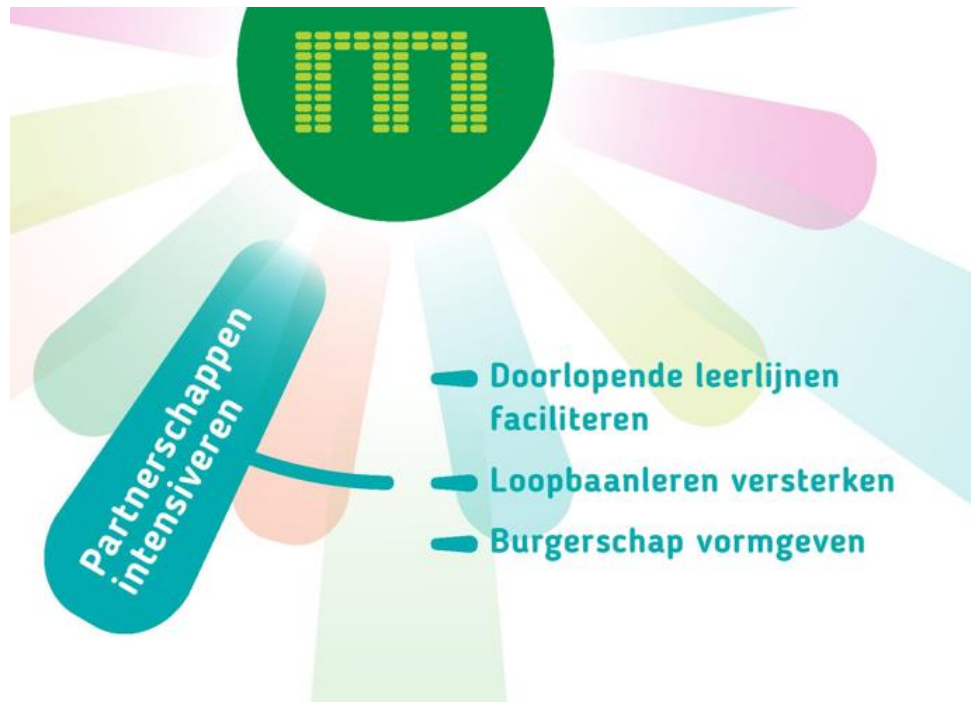 m
Partnerschappen
intensiveren
Doorlopende leerlijnen
faciliteren
Loopbaanleren versterken
Burgerschap vormgeven